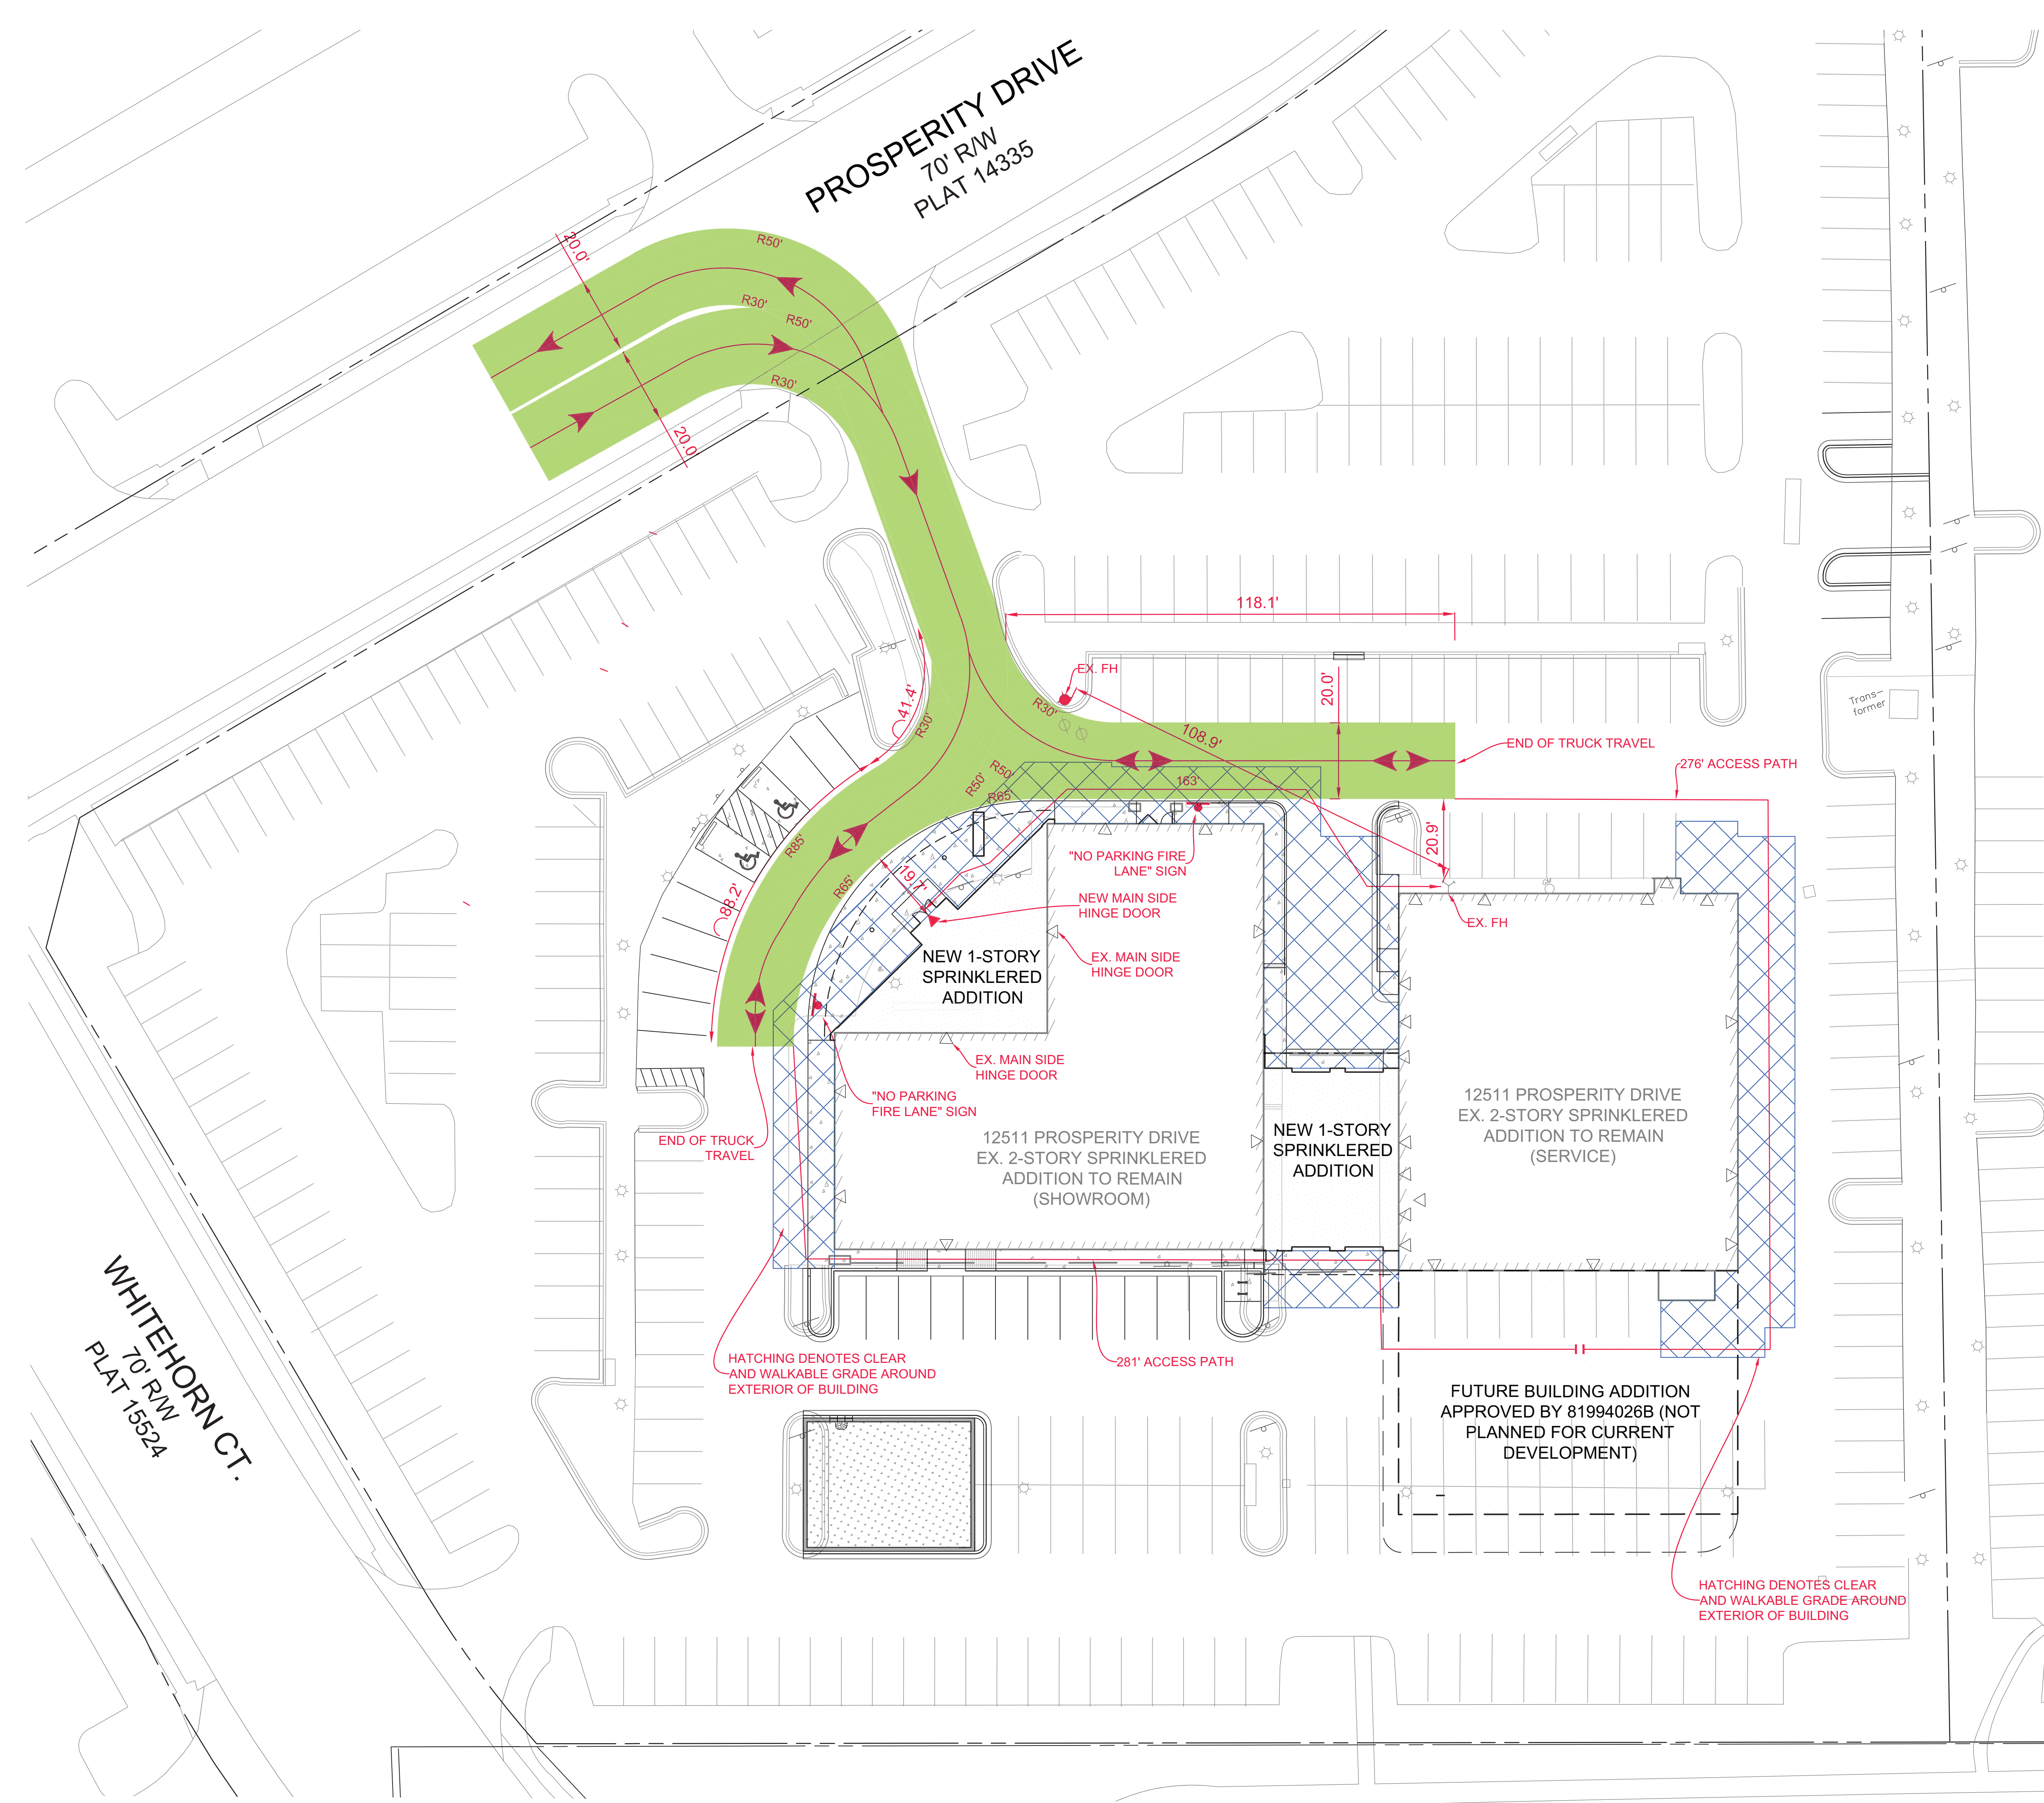 PROSPERITY DRIVE
70' R/W
PLAT 14335
20.0'
R50'
R30'
R50'
R30'
20.0
118.1'
EX. FH
20.0'
41.4'
R30'
R30'
108.9'
END OF TRUCK TRAVEL
276' ACCESS PATH
Trans-
former
R50'
R50'
R65'
163'
20.9'
R85'
R65'
19.7'
88.2'
"NO PARKING FIRE
LANE" SIGN
NEW MAIN SIDE
HINGE DOOR
EX. FH
EX. MAIN SIDE
HINGE DOOR
NEW 1-STORY
SPRINKLERED
ADDITION
EX. MAIN SIDE
HINGE DOOR
"NO PARKING
FIRE LANE" SIGN
END OF TRUCK
TRAVEL
12511 PROSPERITY DRIVE
EX. 2-STORY SPRINKLERED
ADDITION TO REMAIN
(SHOWROOM)
NEW 1-STORY
SPRINKLERED
ADDITION
12511 PROSPERITY DRIVE
EX. 2-STORY SPRINKLERED
ADDITION TO REMAIN
(SERVICE)
WHITEHORN CT.
70' R/W
PLAT 15524
HATCHING DENOTES CLEAR
AND WALKABLE GRADE AROUND
EXTERIOR OF BUILDING
281' ACCESS PATH
FUTURE BUILDING ADDITION
APPROVED BY 81994026B (NOT
PLANNED FOR CURRENT
DEVELOPMENT)
HATCHING DENOTES CLEAR
AND WALKABLE GRADE AROUND
EXTERIOR OF BUILDING